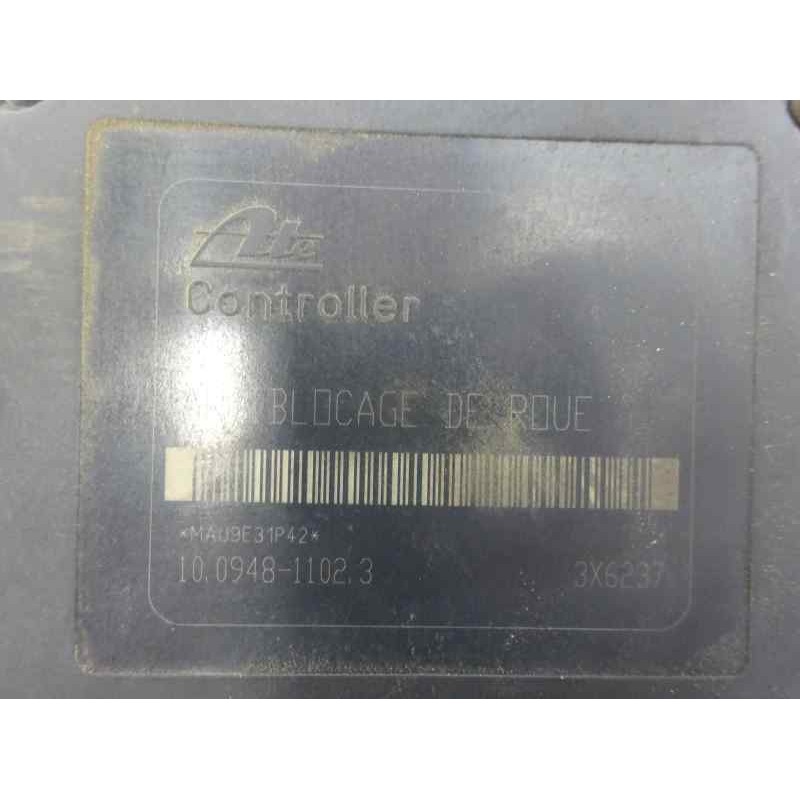 Ate
Controller
BLOCAGE DE ROUE
*MAU9E31P42*
10.0948-1102.3
3X6237